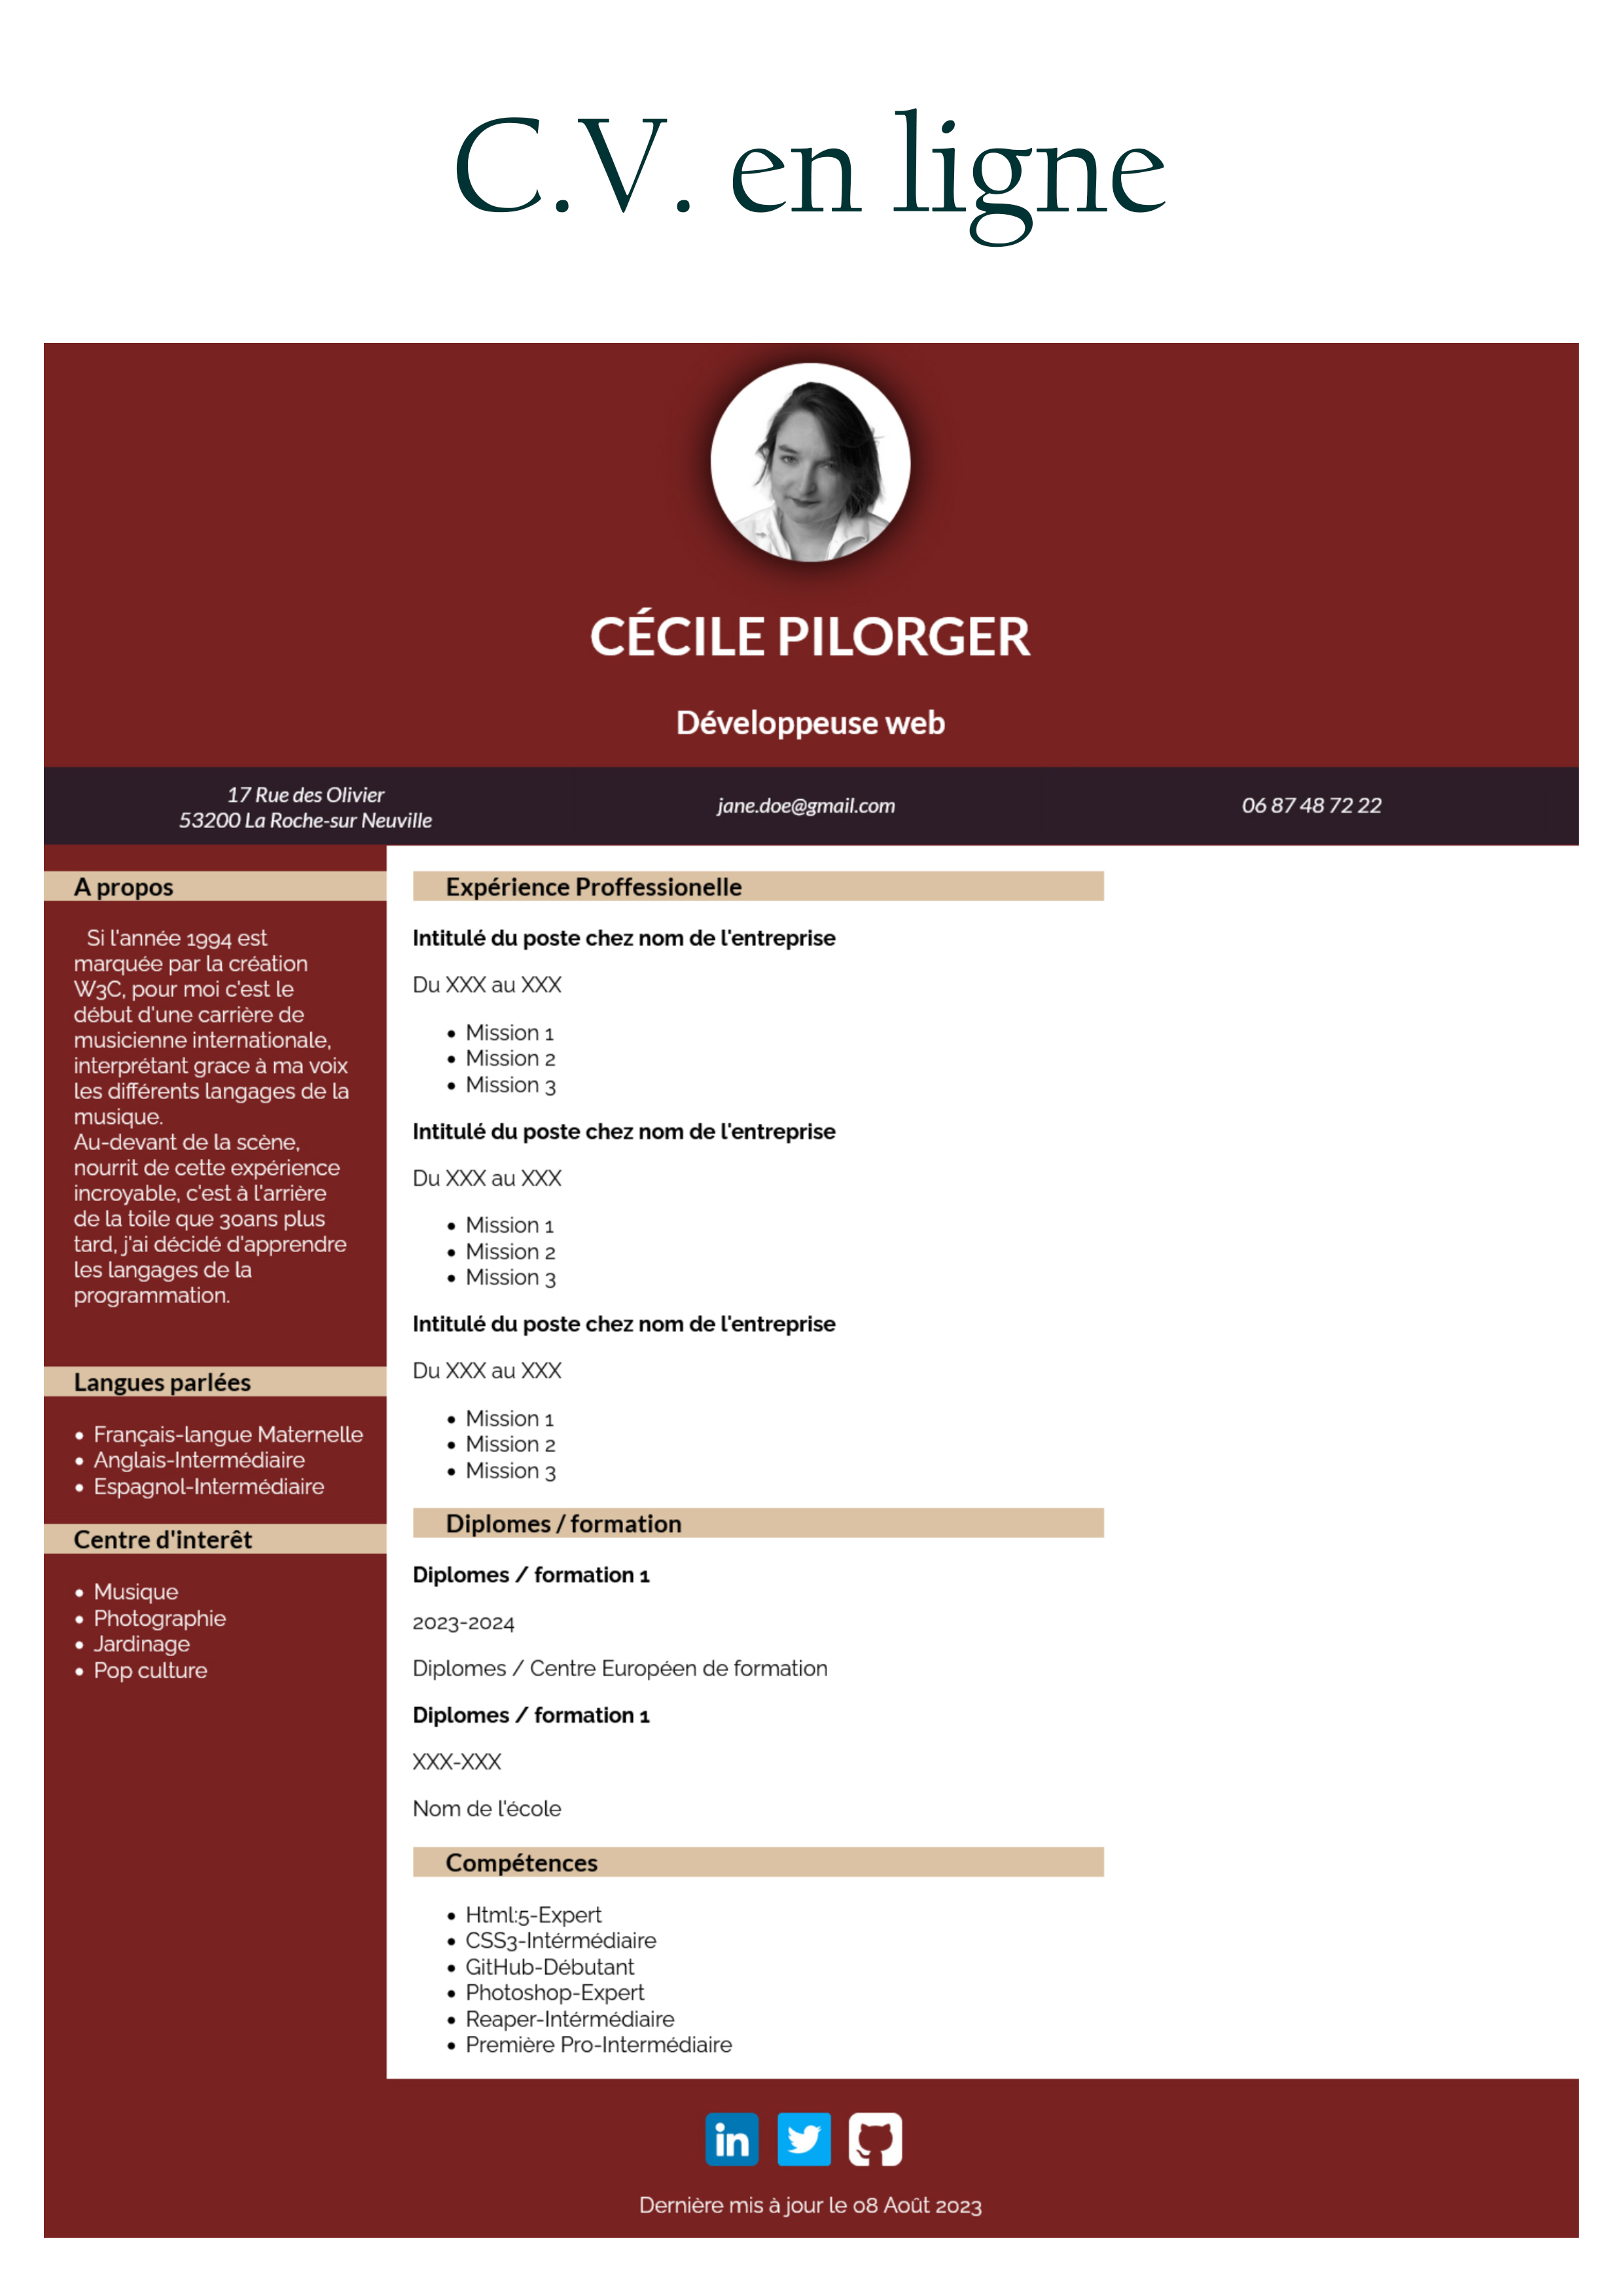 C.V. en ligne
CÉCILE PILORGER
Développeuse web
17 Rue des Olivier
53200 La Roche-sur Neuville
jane.doe@gmail.com
06 87 48 72 22
A propos
Si l'année 1994 est
marquée par la création
W3C, pour moi c'est le
début d'une carrière de
musicienne internationale,
interprétant grace à ma voix
les différents langages de la
musique.
Au-devant de la scène,
nourrit de cette expérience
incroyable, c'est à l'arrière
de la toile que 30ans plus
tard, j'ai décidé d'apprendre
les langages de la
programmation.
Langues parlées
• Français-langue Maternelle
• Anglais-Intermédiaire
• Espagnol-Intermédiaire
Centre d'interêt
• Musique
• Photographie
• Jardinage
• Pop culture
Expérience Proffessionelle
Intitulé du poste chez nom de l'entreprise
Du XXX au XXX
• Mission 1
• Mission 2
• Mission 3
Intitulé du poste chez nom de l'entreprise
Du XXX au XXX
• Mission 1
• Mission 2
• Mission 3
Intitulé du poste chez nom de l'entreprise
Du XXX au XXX
• Mission 1
• Mission 2
• Mission 3
Diplomes / formation
Diplomes / formation 1
2023-2024
Diplomes / Centre Européen de formation
Diplomes / formation 1
XXX-XXX
Nom de l'école
Compétences
• Html:5-Expert
• CSS3-Intérmédiaire
• GitHub-Débutant
• Photoshop-Expert
• Reaper-Intérmédiaire
• Première Pro-Intermédiaire
in
Dernière mis à jour le 08 Août 2023